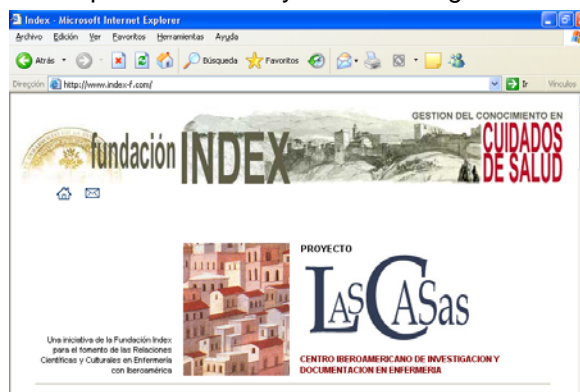 Index - Microsoft Internet Explorer
Archivo Edición Ver Favoritos Herramientas Ayuda
Atrás Búsqueda Favoritos
Dirección http://www.index-f.com/ Ir Vínculos
GESTION DEL CONOCIMIENTO EN
fundación INDEX CUIDADOS
DE SALUD
PROYECTO
LASCASas
Una iniciativa de la Fundación Index
para el fomento de las Relaciones
Científicas y Culturales en Enfermería
con Iberoamérica
CENTRO IBEROAMERICANO DE INVESTIGACION Y
DOCUMENTACION EN ENFERMERIA